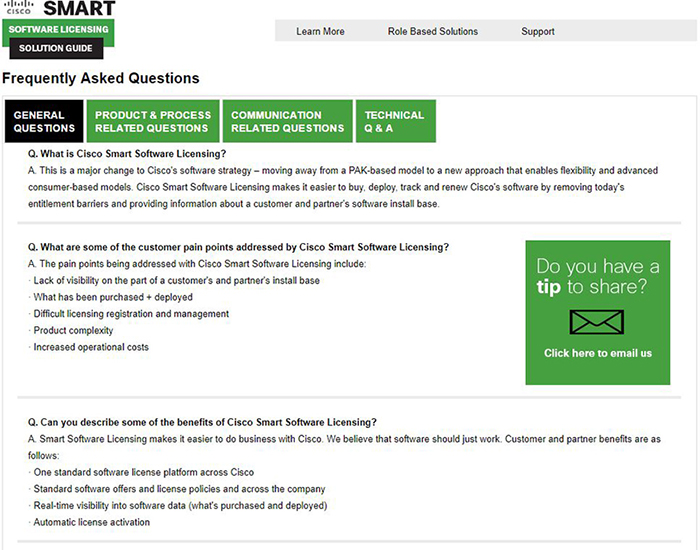 CISCO
SMART
SOFTWARE LICENSING
SOLUTION GUIDE
Learn More
Role Based Solutions
Support
Frequently Asked Questions
GENERAL
QUESTIONS
PRODUCT & PROCESS
RELATED QUESTIONS
COMMUNICATION
RELATED QUESTIONS
TECHNICAL
Q & A
Q. What is Cisco Smart Software Licensing?
A. This is a major change to Cisco's software strategy – moving away from a PAK-based model to a new approach that enables flexibility and advanced
consumer-based models. Cisco Smart Software Licensing makes it easier to buy, deploy, track and renew Cisco's software by removing today's
entitlement barriers and providing information about a customer and partner's software install base.
Q. What are some of the customer pain points addressed by Cisco Smart Software Licensing?
A. The pain points being addressed with Cisco Smart Software Licensing include:
· Lack of visibility on the part of a customer's and partner's install base
· What has been purchased + deployed
· Difficult licensing registration and management
· Product complexity
· Increased operational costs
Do you have a
tip to share?
Click here to email us
Q. Can you describe some of the benefits of Cisco Smart Software Licensing?
A. Smart Software Licensing makes it easier to do business with Cisco. We believe that software should just work. Customer and partner benefits are as
follows:
· One standard software license platform across Cisco
· Standard software offers and license policies and across the company
· Real-time visibility into software data (what's purchased and deployed)
· Automatic license activation